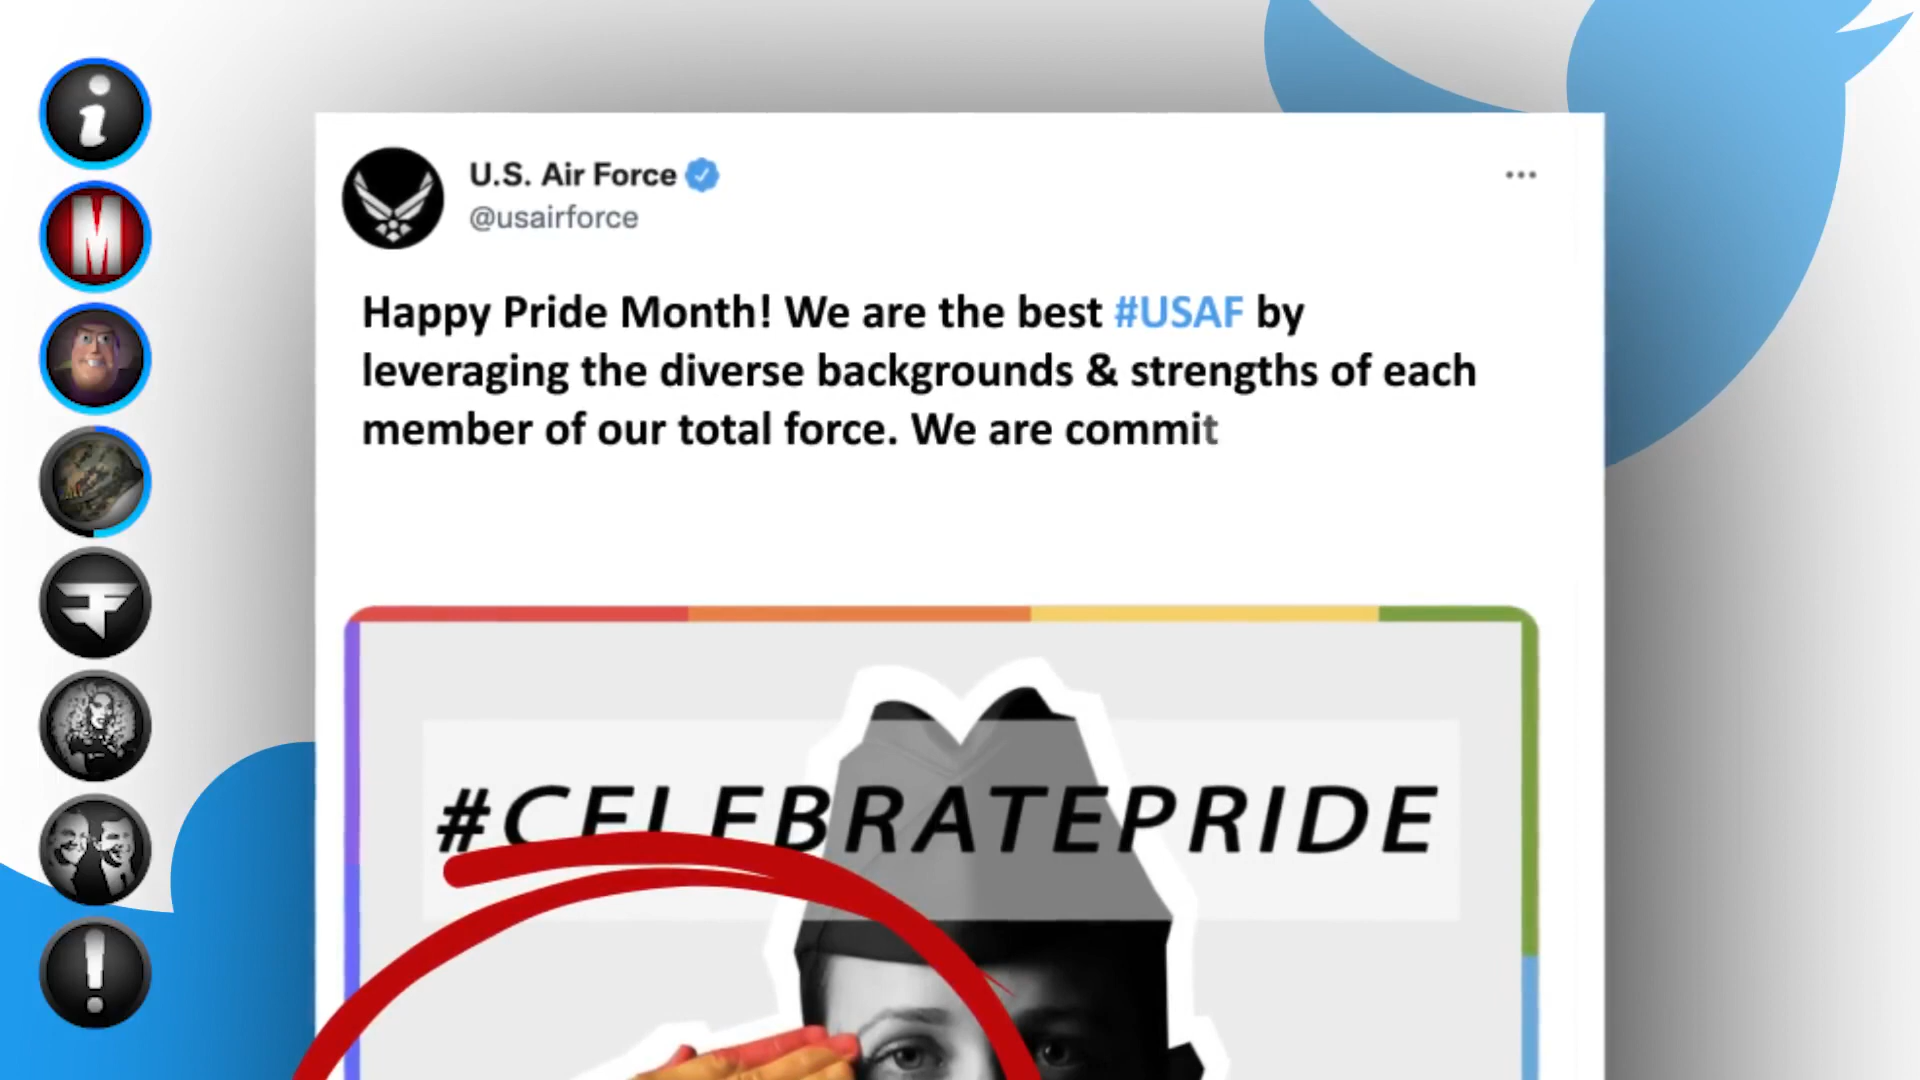 U.S. Air Force
@usairforce
Happy Pride Month! We are the best #USAF by
leveraging the diverse backgrounds & strengths of each
member of our total force. We are commit
#CELEBRATEPRIDE
i
M
!